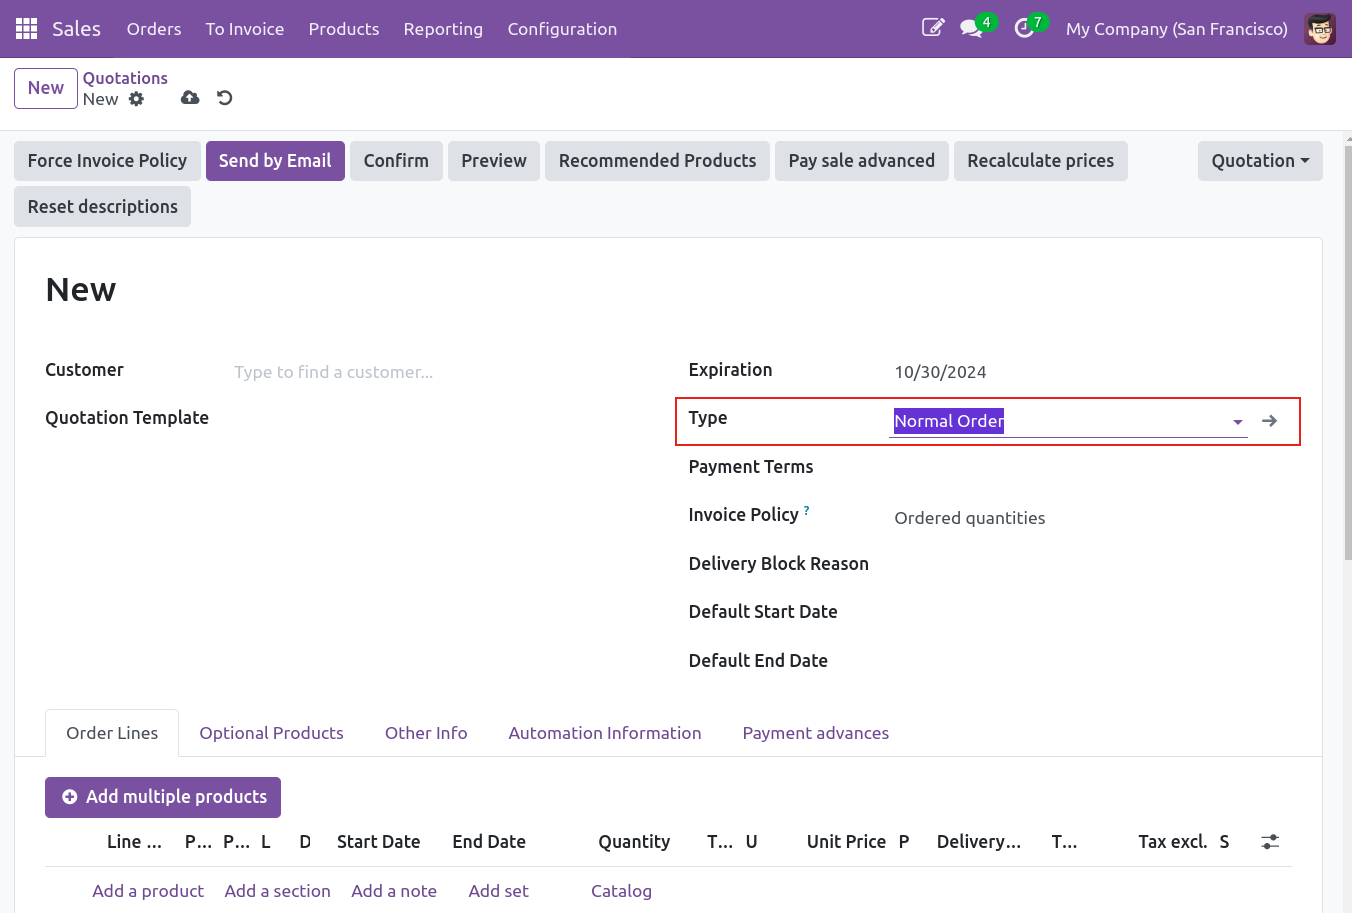 Sales Orders To Invoice Products Reporting Configuration 4 7 My Company (San Francisco)
New Quotations
New
Force Invoice Policy Send by Email Confirm Preview Recommended Products Pay sale advanced Recalculate prices Quotation
Reset descriptions
New
Customer Type to find a customer... Expiration 10/30/2024
Quotation Template Type Normal Order
Payment Terms
Invoice Policy ? Ordered quantities
Delivery Block Reason
Default Start Date
Default End Date
Order Lines Optional Products Other Info Automation Information Payment advances
Add multiple products
Line ... P... P... L D Start Date End Date Quantity T... U Unit Price P Delivery... T... Tax excl. S
Add a product Add a section Add a note Add set Catalog